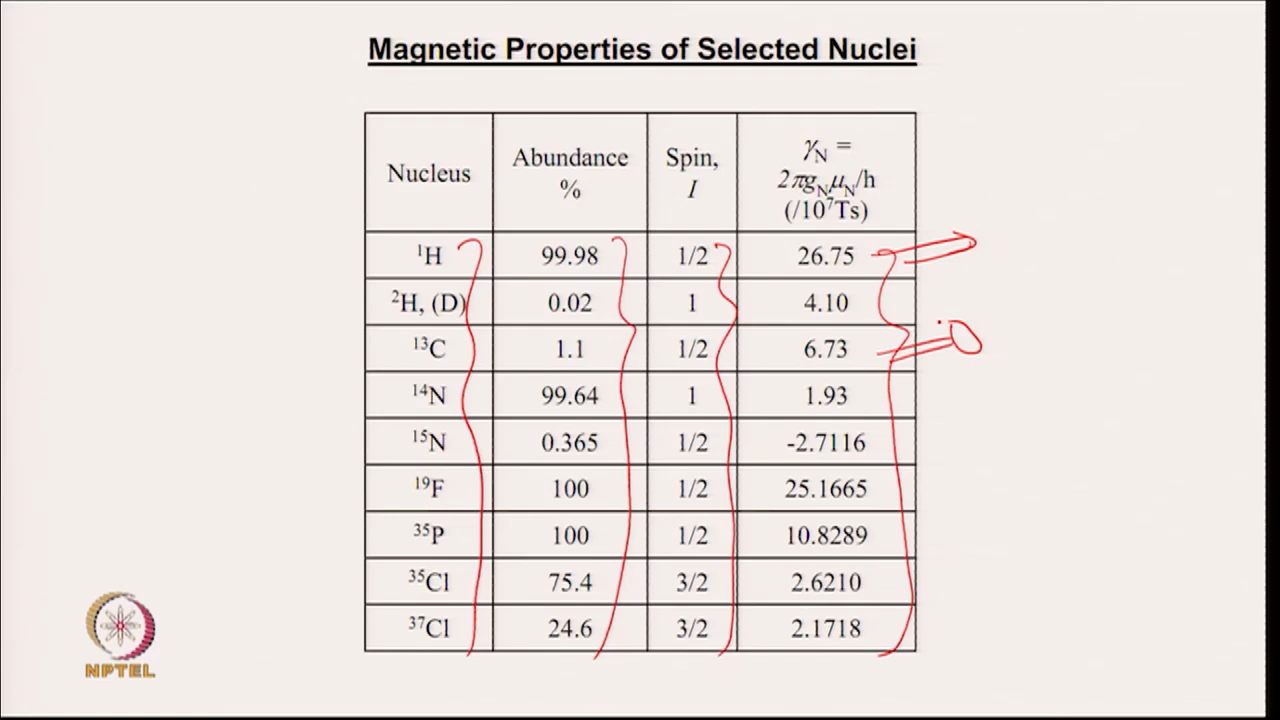 Magnetic Properties of Selected Nuclei
Nucleus Abundance % Spin, I γN = 2πgNμN/h (/10⁷Ts)
¹H 99.98 1/2 26.75
²H, (D) 0.02 1 4.10
¹³C 1.1 1/2 6.73
¹⁴N 99.64 1 1.93
¹⁵N 0.365 1/2 -2.7116
¹⁹F 100 1/2 25.1665
³⁵P 100 1/2 10.8289
³⁵Cl 75.4 3/2 2.6210
³⁷Cl 24.6 3/2 2.1718
NPTEL